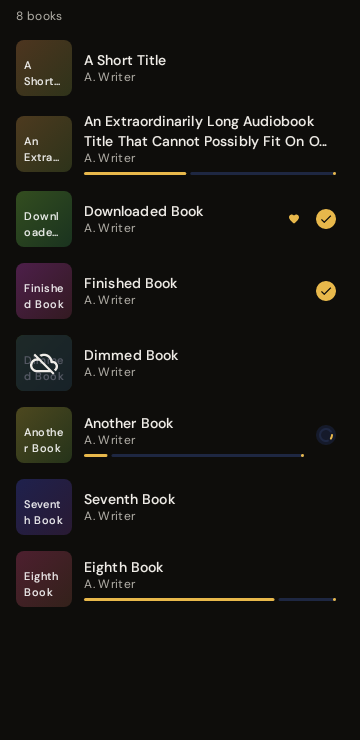 8 books
A
Short…
A Short Title
A. Writer
An
Extra…
An Extraordinarily Long Audiobook
Title That Cannot Possibly Fit On O…
A. Writer
Downl
oade…
Downloaded Book
A. Writer
Finishe
d Book
Finished Book
A. Writer
d Book
Dimmed Book
A. Writer
Anothe
r Book
Another Book
A. Writer
Sevent
h Book
Seventh Book
A. Writer
Eighth
Book
Eighth Book
A. Writer